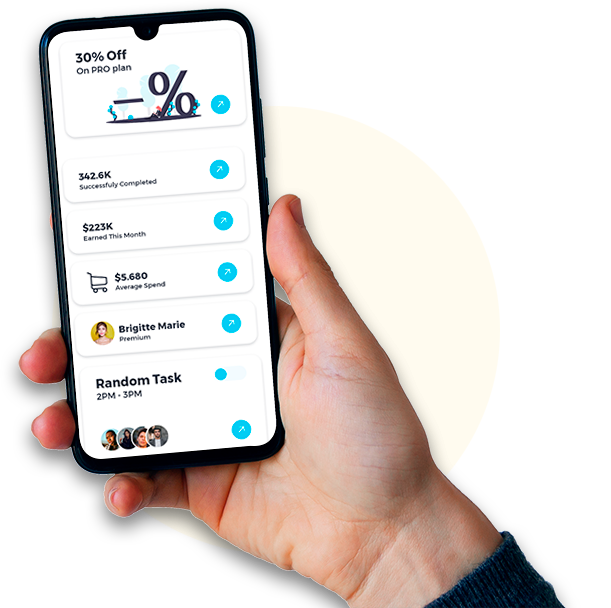 30% Off
On PRO plan
–%
342.6K
Successfuly Completed
$223K
Earned This Month
$5.680
Average Spend
Brigitte Marie
Premium
Random Task
2PM - 3PM